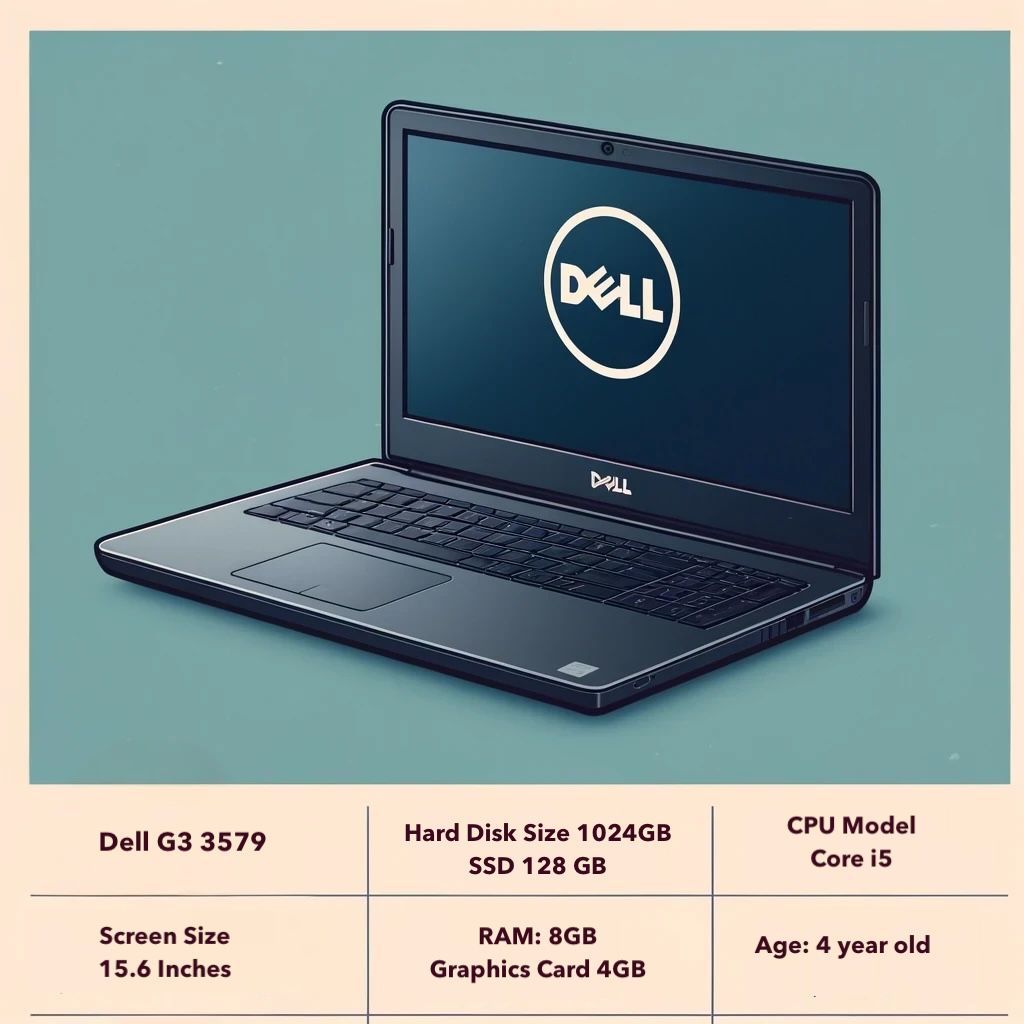 DELL
DELL
Dell G3 3579
Hard Disk Size 1024GB
SSD 128 GB
CPU Model
Core i5
Screen Size
15.6 Inches
RAM: 8GB
Graphics Card 4GB
Age: 4 year old